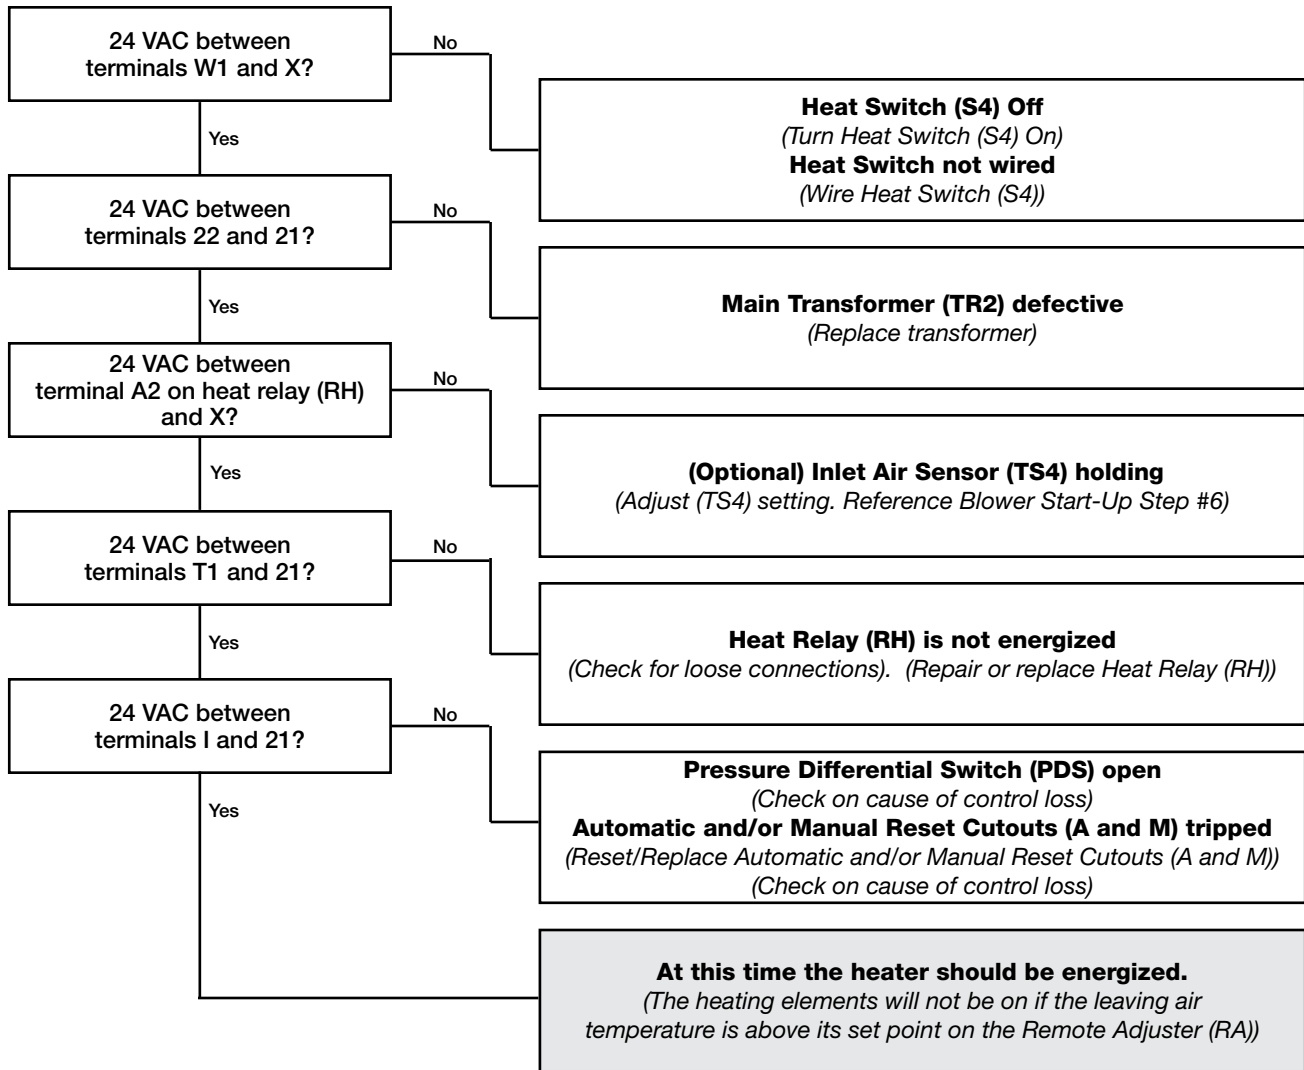 24 VAC between
terminals W1 and X?
No
Yes
Heat Switch (S4) Off
(Turn Heat Switch (S4) On)
Heat Switch not wired
(Wire Heat Switch (S4))
24 VAC between
terminals 22 and 21?
No
Yes
Main Transformer (TR2) defective
(Replace transformer)
24 VAC between
terminal A2 on heat relay (RH)
and X?
No
Yes
(Optional) Inlet Air Sensor (TS4) holding
(Adjust (TS4) setting. Reference Blower Start-Up Step #6)
24 VAC between
terminals T1 and 21?
No
Yes
Heat Relay (RH) is not energized
(Check for loose connections). (Repair or replace Heat Relay (RH))
24 VAC between
terminals I and 21?
No
Yes
Pressure Differential Switch (PDS) open
(Check on cause of control loss)
Automatic and/or Manual Reset Cutouts (A and M) tripped
(Reset/Replace Automatic and/or Manual Reset Cutouts (A and M))
(Check on cause of control loss)
At this time the heater should be energized.
(The heating elements will not be on if the leaving air
temperature is above its set point on the Remote Adjuster (RA))